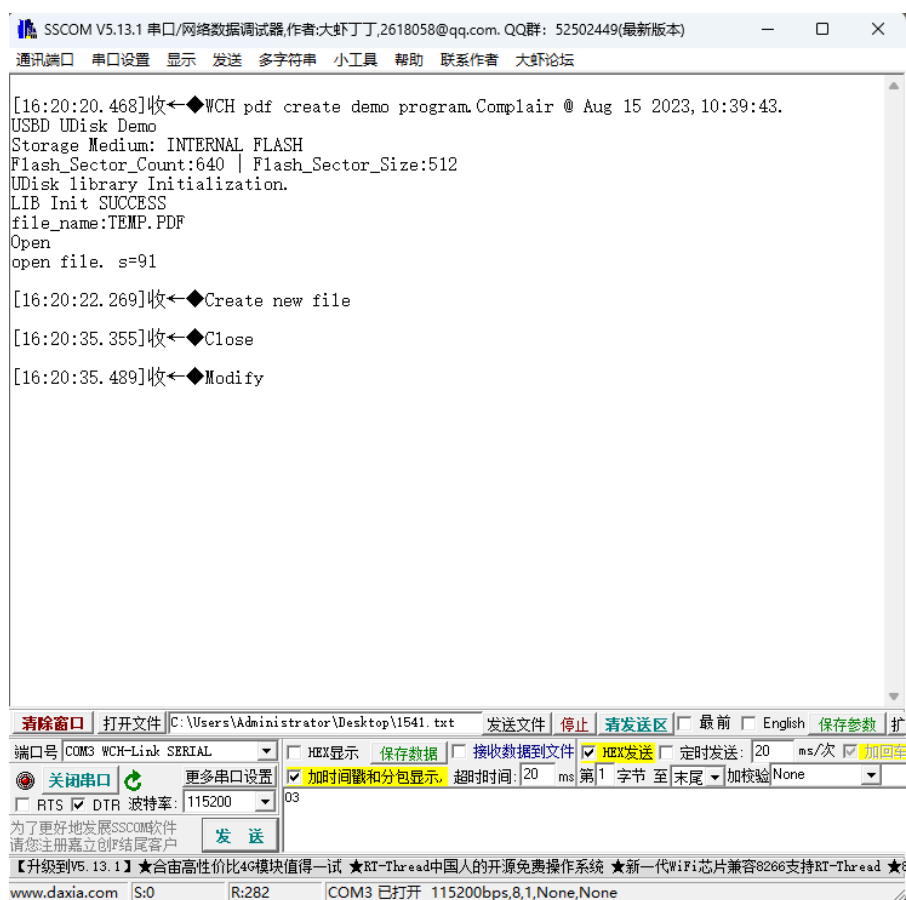 SSCOM V5.13.1 串口/网络数据调试器,作者:大虾丁丁,2618058@qq.com. QQ群: 52502449(最新版本)
通讯端口 串口设置 显示 发送 多字符串 小工具 帮助 联系作者 大虾论坛
[16:20:20.468]收←◆WCH pdf create demo program.Complair @ Aug 15 2023,10:39:43.
USBD UDisk Demo
Storage Medium: INTERNAL FLASH
Flash_Sector_Count:640 | Flash_Sector_Size:512
UDisk library Initialization.
LIB Init SUCCESS
file_name:TEMP.PDF
Open
open file. s=91
[16:20:22.269]收←◆Create new file
[16:20:35.355]收←◆Close
[16:20:35.489]收←◆Modify
清除窗口 打开文件 C:\Users\Administrator\Desktop\1541.txt 发送文件 停止 清发送区 最前 English 保存参数 扩
端口号 COM3 WCH-Link SERIAL HEX显示 保存数据 接收数据到文件 HEX发送 定时发送: 20 ms/次 加回车
关闭串口 更多串口设置 加时间戳和分包显示. 超时时间: 20 ms 第1 字节 至 末尾 加校验 None
RTS DTR 波特率: 115200 03
为了更好地发展SSCOM软件
请您注册嘉立创F结尾客户 发 送
【升级到V5.13.1】★合宙高性价比4G模块值得一试 ★RT-Thread中国人的开源免费操作系统 ★新一代WiFi芯片兼容8266支持RT-Thread ★8
www.daxia.com S:0 R:282 COM3 已打开 115200bps,8,1,None,None